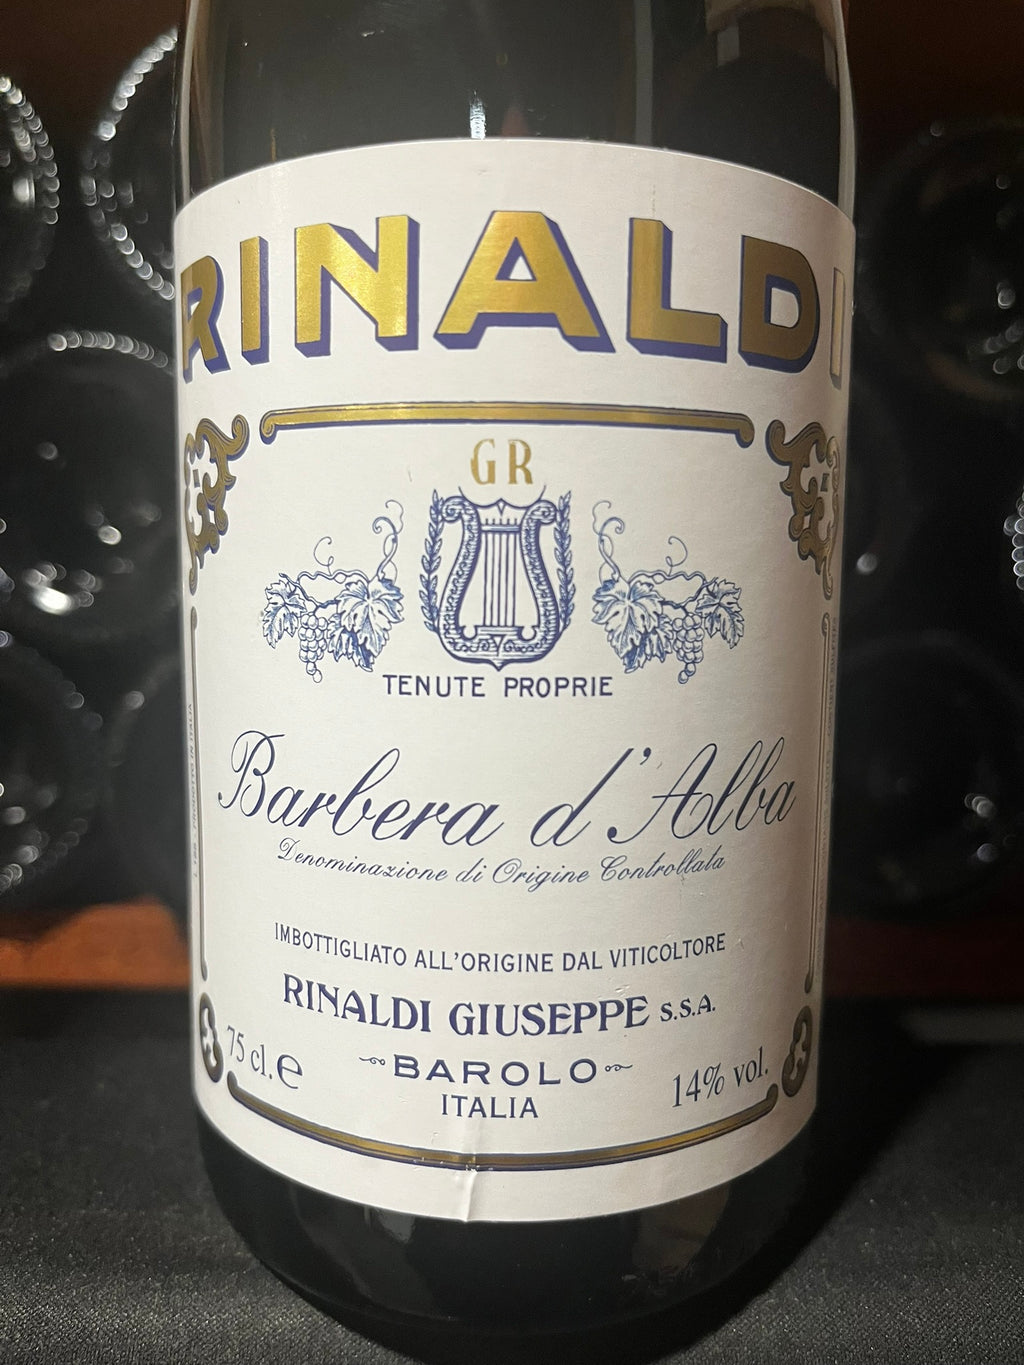 RINALDI
GR
TENUTE PROPRIE
Barbera d'Alba
Denominazione di Origine Controllata
IMBOTTIGLIATO ALL'ORIGINE DAL VITICOLTORE
RINALDI GIUSEPPE S.S.A.
75 cl. e
BAROLO
14% vol.
ITALIA